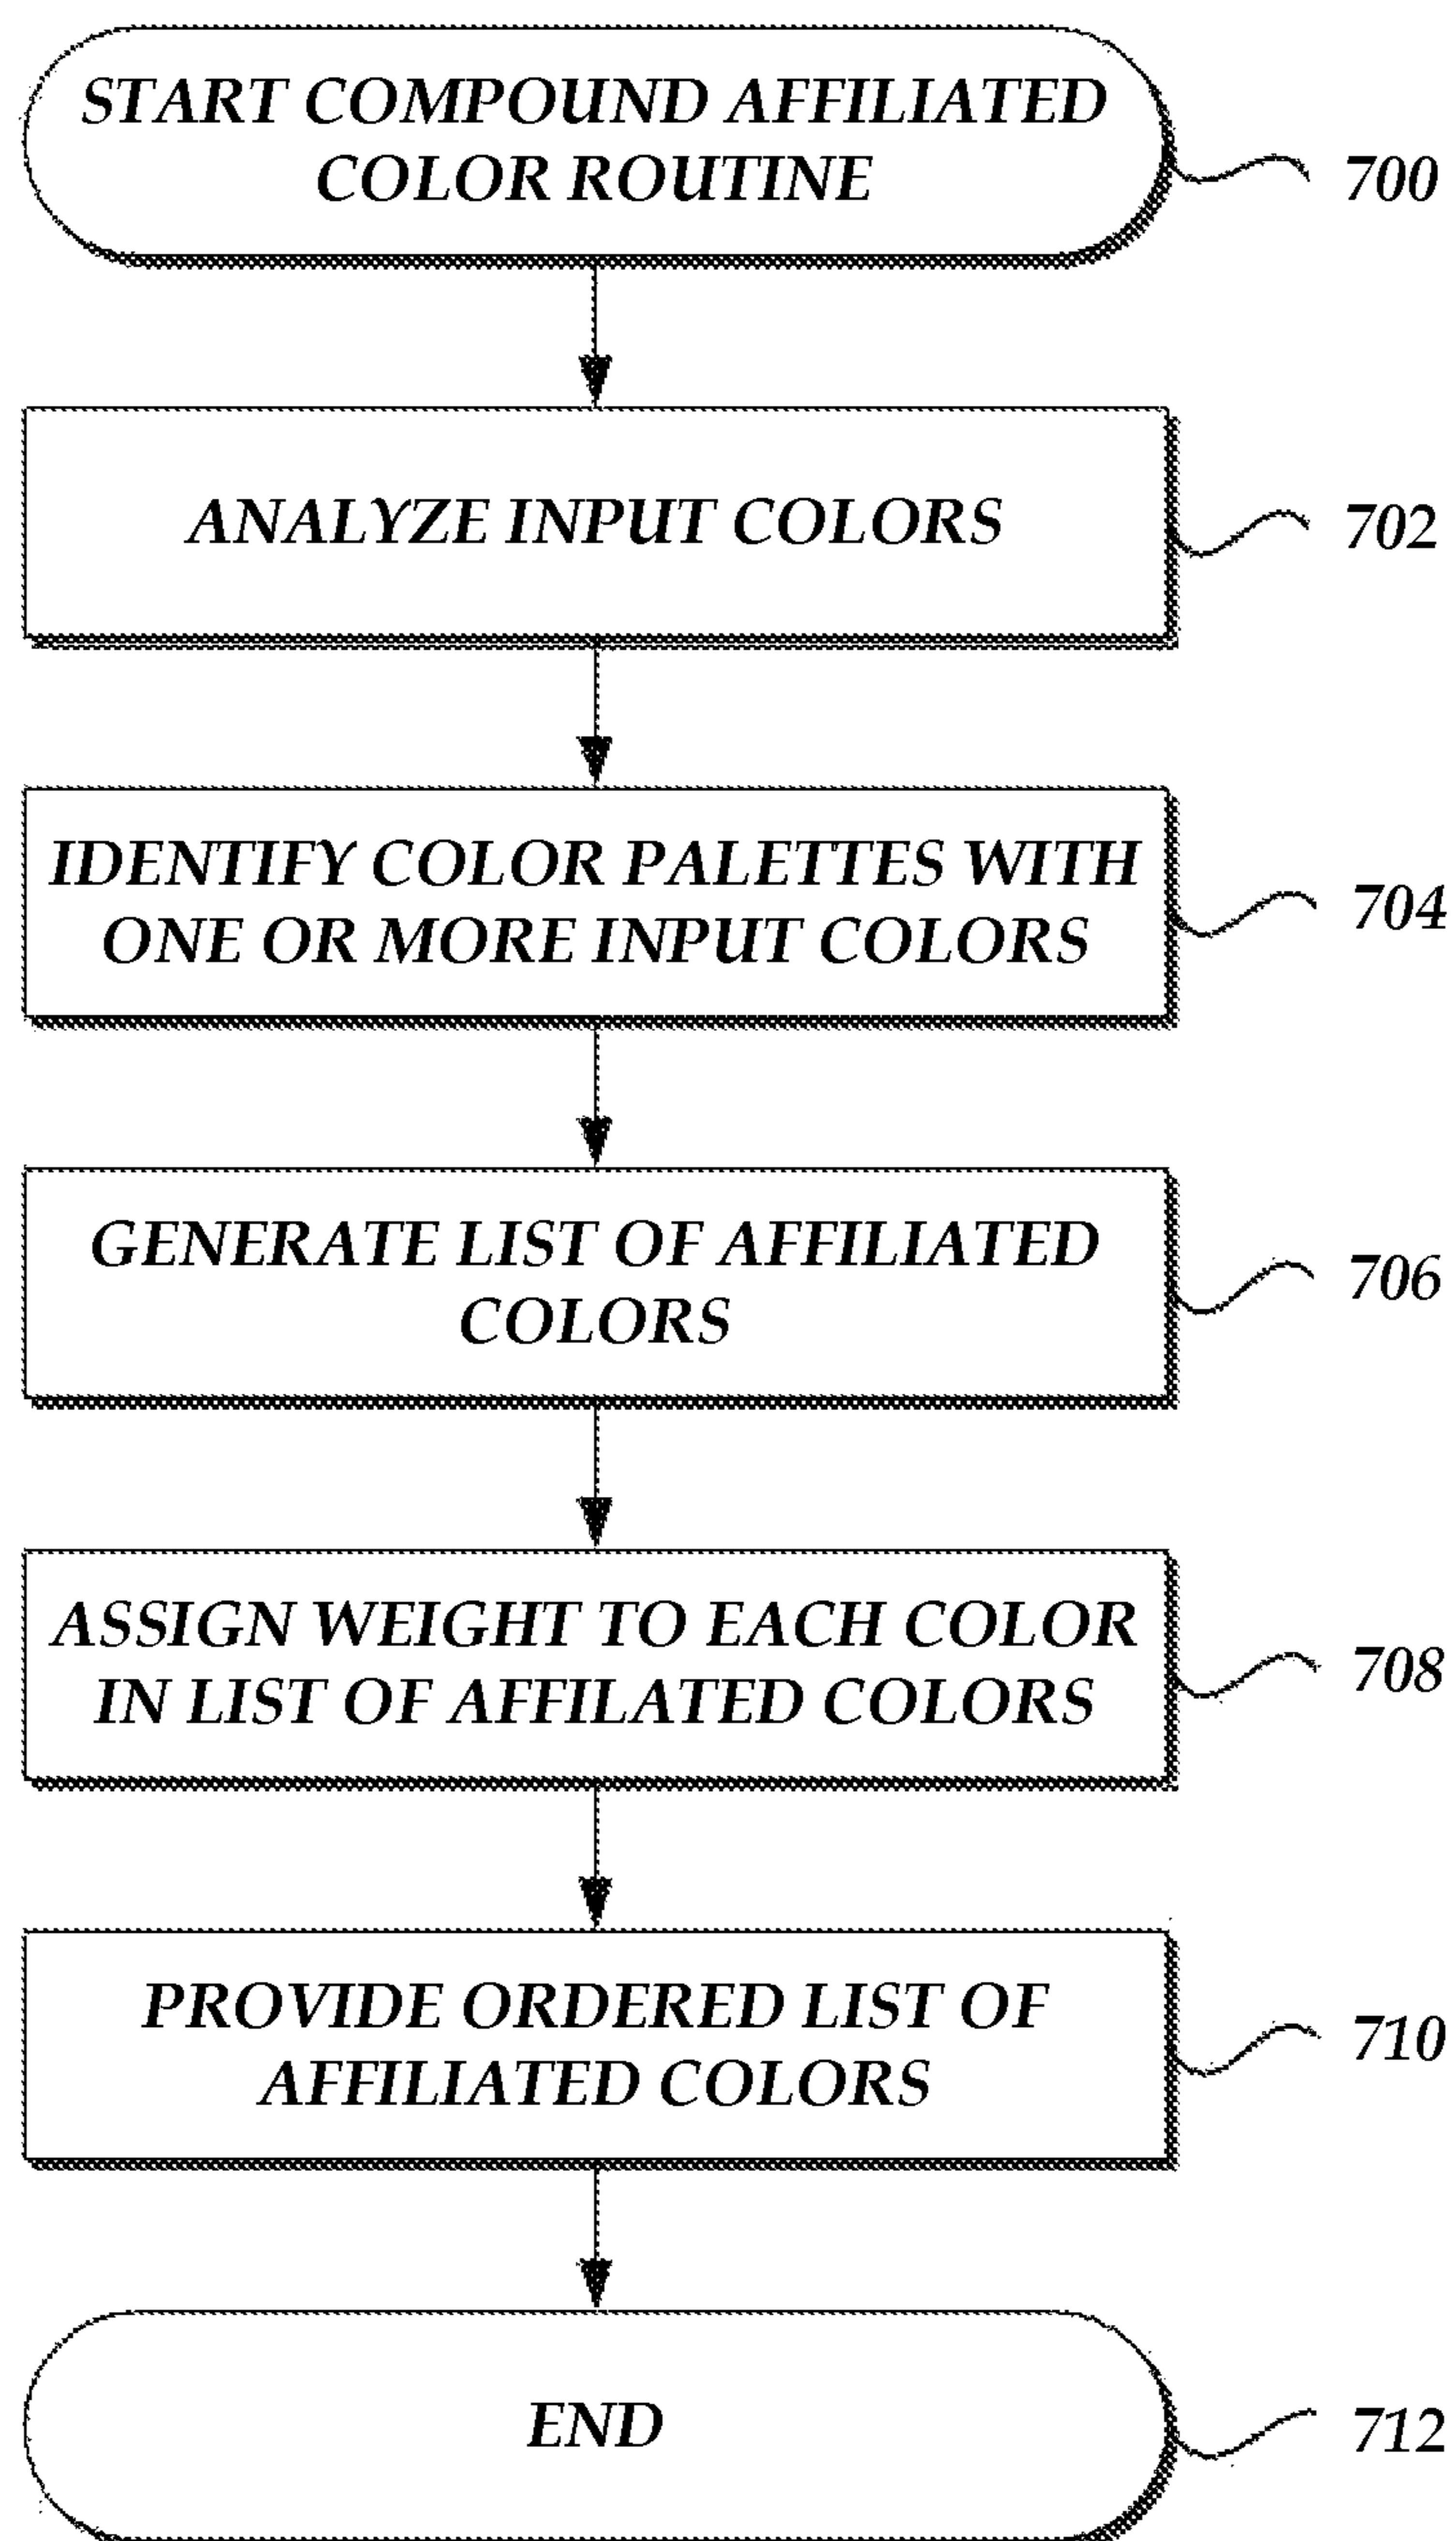 START COMPOUND AFFILIATED
COLOR ROUTINE
700
ANALYZE INPUT COLORS
702
IDENTIFY COLOR PALETTES WITH
ONE OR MORE INPUT COLORS
704
GENERATE LIST OF AFFILIATED
COLORS
706
ASSIGN WEIGHT TO EACH COLOR
IN LIST OF AFFILATED COLORS
708
PROVIDE ORDERED LIST OF
AFFILIATED COLORS
710
END
712